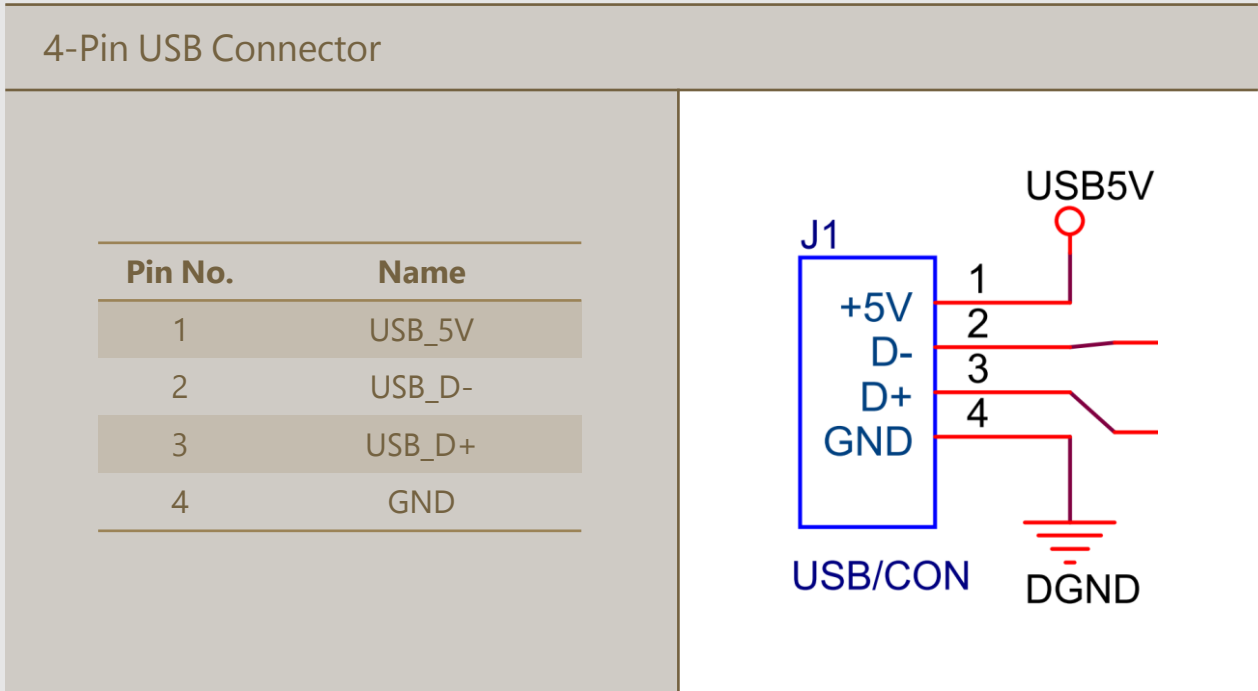 4-Pin USB Connector
Pin No. Name
1 USB_5V
2 USB_D-
3 USB_D+
4 GND
USB5V
J1
+5V 1
D- 2
D+ 3
GND 4
USB/CON
DGND